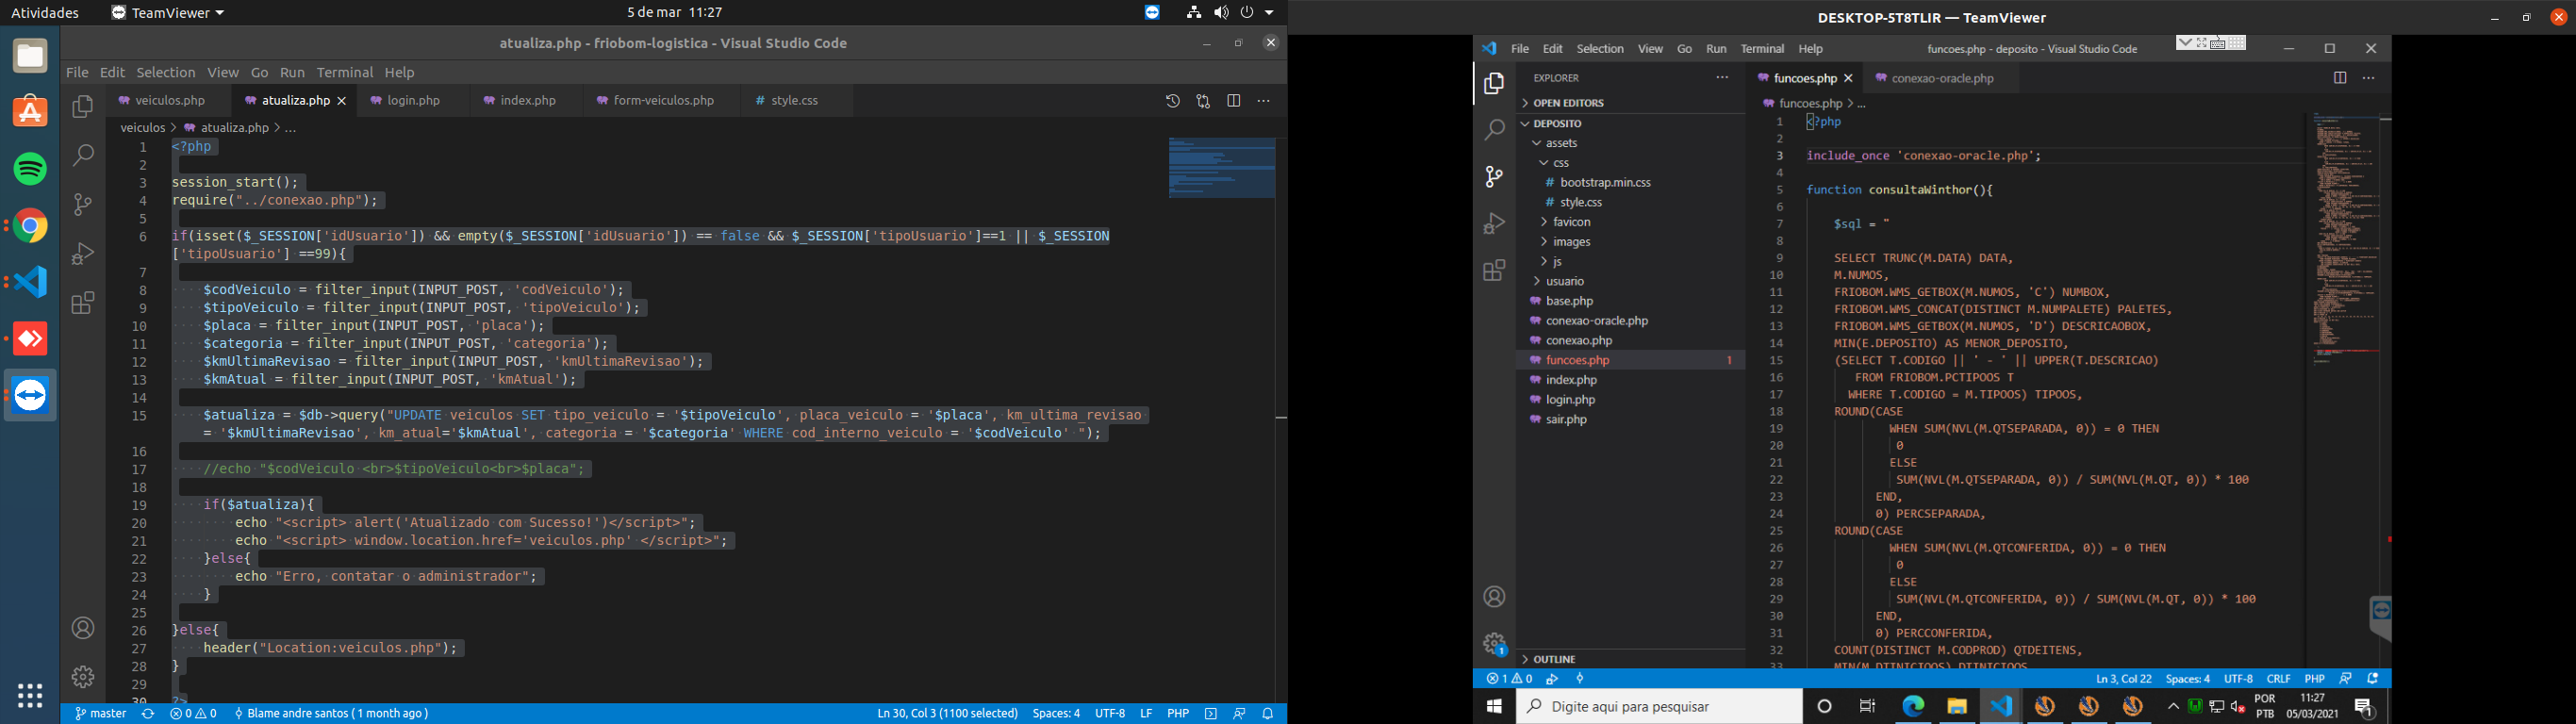 Atividades
TeamViewer
5 de mar 11:27
atualiza.php - friobom-logistica - Visual Studio Code
File Edit Selection View Go Run Terminal Help
veiculos.php
atualiza.php
login.php
index.php
form-veiculos.php
# style.css
veiculos > atualiza.php > ...
1 <?php
2
3 session_start();
4 require("../conexao.php");
5
6 if(isset($_SESSION['idUsuario']) && empty($_SESSION['idUsuario']) == false && $_SESSION['tipoUsuario']==1 || $_SESSION
['tipoUsuario'] ==99){
7
8 $codVeiculo = filter_input(INPUT_POST, 'codVeiculo');
9 $tipoVeiculo = filter_input(INPUT_POST, 'tipoVeiculo');
10 $placa = filter_input(INPUT_POST, 'placa');
11 $categoria = filter_input(INPUT_POST, 'categoria');
12 $kmUltimaRevisao = filter_input(INPUT_POST, 'kmUltimaRevisao');
13 $kmAtual = filter_input(INPUT_POST, 'kmAtual');
14
15 $atualiza = $db->query("UPDATE veiculos SET tipo_veiculo = '$tipoVeiculo', placa_veiculo = '$placa', km_ultima_revisao
= '$kmUltimaRevisao', km_atual='$kmAtual', categoria = '$categoria' WHERE cod_interno_veiculo = '$codVeiculo' ");
16
17 //echo "$codVeiculo <br>$tipoVeiculo<br>$placa";
18
19 if($atualiza){
20 echo "<script> alert('Atualizado com Sucesso!')</script>";
21 echo "<script> window.location.href='veiculos.php' </script>";
22 }else{
23 echo "Erro, contatar o administrador";
24 }
25
26 }else{
27 header("Location:veiculos.php");
28 }
29
30 ?>
master
0 0
Blame andre santos ( 1 month ago )
Ln 30, Col 3 (1100 selected)
Spaces: 4
UTF-8
LF
PHP
DESKTOP-5T8TLIR — TeamViewer
File Edit Selection View Go Run Terminal Help
funcoes.php - deposito - Visual Studio Code
EXPLORER
OPEN EDITORS
DEPOSITO
assets
css
# bootstrap.min.css
# style.css
favicon
images
js
usuario
base.php
conexao-oracle.php
conexao.php
funcoes.php 1
index.php
login.php
sair.php
OUTLINE
funcoes.php
conexao-oracle.php
funcoes.php > ...
1 <?php
2
3 include_once 'conexao-oracle.php';
4
5 function consultaWinthor(){
6
7 $sql = "
8
9 SELECT TRUNC(M.DATA) DATA,
10 M.NUMOS,
11 FRIOBOM.WMS_GETBOX(M.NUMOS, 'C') NUMBOX,
12 FRIOBOM.WMS_CONCAT(DISTINCT M.NUMPALETE) PALETES,
13 FRIOBOM.WMS_GETBOX(M.NUMOS, 'D') DESCRICAOBOX,
14 MIN(E.DEPOSITO) AS MENOR_DEPOSITO,
15 (SELECT T.CODIGO || ' - ' || UPPER(T.DESCRICAO)
16 FROM FRIOBOM.PCTIPOOS T
17 WHERE T.CODIGO = M.TIPOOS) TIPOOS,
18 ROUND(CASE
19 WHEN SUM(NVL(M.QTSEPARADA, 0)) = 0 THEN
20 0
21 ELSE
22 SUM(NVL(M.QTSEPARADA, 0)) / SUM(NVL(M.QT, 0)) * 100
23 END,
24 0) PERCSEPARADA,
25 ROUND(CASE
26 WHEN SUM(NVL(M.QTCONFERIDA, 0)) = 0 THEN
27 0
28 ELSE
29 SUM(NVL(M.QTCONFERIDA, 0)) / SUM(NVL(M.QT, 0)) * 100
30 END,
31 0) PERCCONFERIDA,
32 COUNT(DISTINCT M.CODPROD) QTDEITENS,
33 MIN(M.DTINICIOOS) DTINICIOOS
1 0
Ln 3, Col 22
Spaces: 4
UTF-8
CRLF
PHP
Digite aqui para pesquisar
POR
PTB
11:27
05/03/2021
1